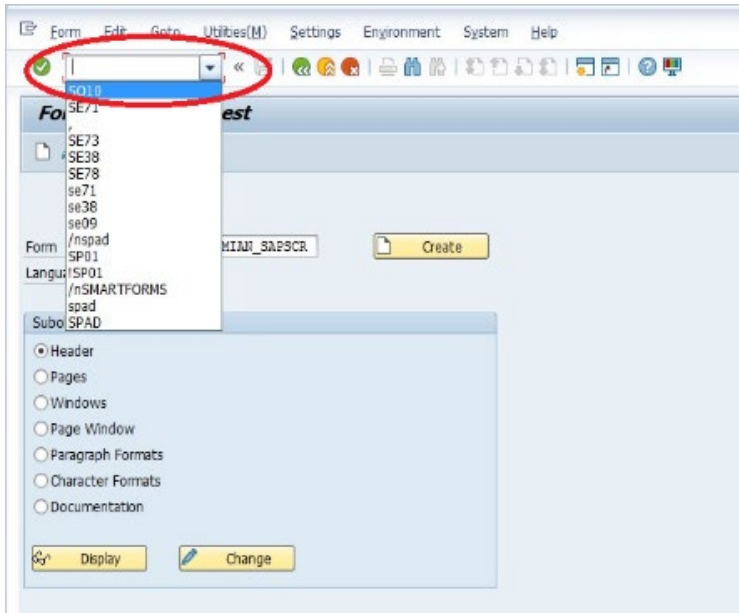 Form Edit Goto Utilities(M) Settings Environment System Help
SO10
SE71
,
SE73
SE38
SE78
se71
se38
se09
/nspad
SP01
!SP01
/nSMARTFORMS
spad
SPAD
Fo est
Form MIAN_SAPSCR Create
Langua
Subo
Header
Pages
Windows
Page Window
Paragraph Formats
Character Formats
Documentation
Display Change